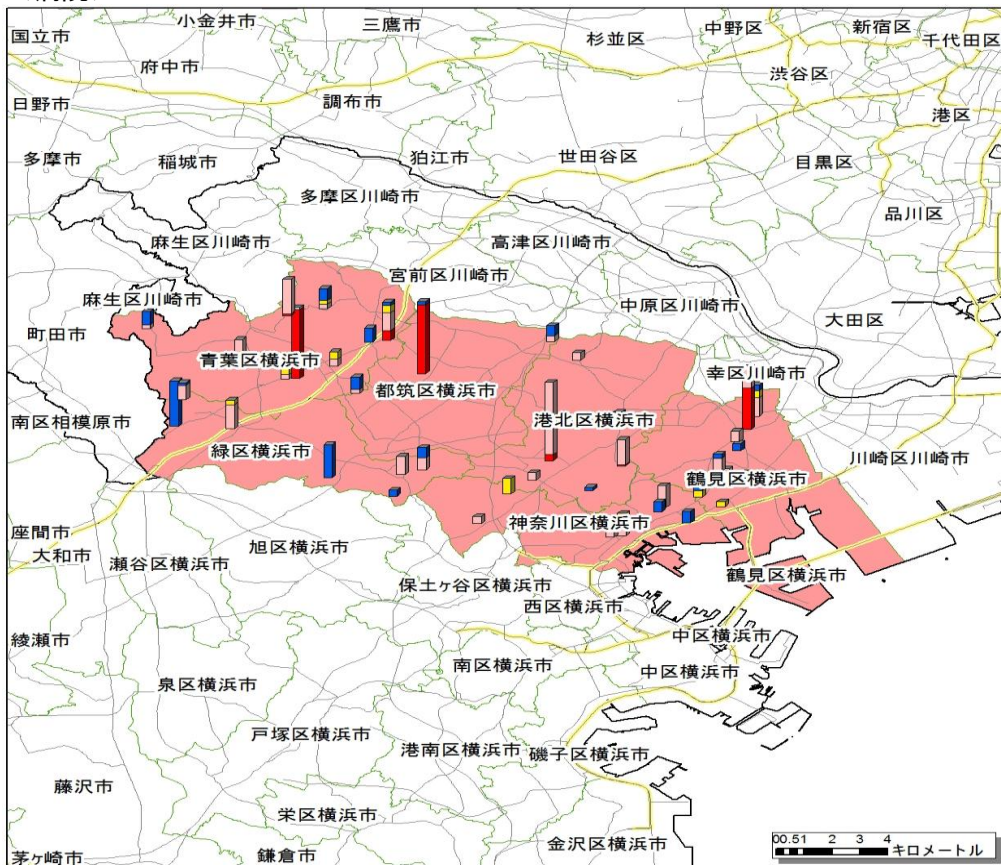 小金井市
三鷹市
中野区
新宿区
国立市
杉並区
千代田区
府中市
渋谷区
日野市
調布市
港区
多摩市
稲城市
狛江市
世田谷区
目黒区
多摩区川崎市
品川区
麻生区川崎市
高津区川崎市
宮前区川崎市
麻生区川崎市
中原区川崎市
町田市
大田区
青葉区横浜市
幸区川崎市
都筑区横浜市
南区相模原市
港北区横浜市
緑区横浜市
川崎区川崎市
鶴見区横浜市
神奈川区横浜市
座間市
大和市
旭区横浜市
瀬谷区横浜市
鶴見区横浜市
保土ヶ谷区横浜市
西区横浜市
綾瀬市
中区横浜市
南区横浜市
中区横浜市
泉区横浜市
戸塚区横浜市
港南区横浜市
磯子区横浜市
藤沢市
栄区横浜市
金沢区横浜市
茅ヶ崎市
鎌倉市
00.51 2 3 4 キロメートル